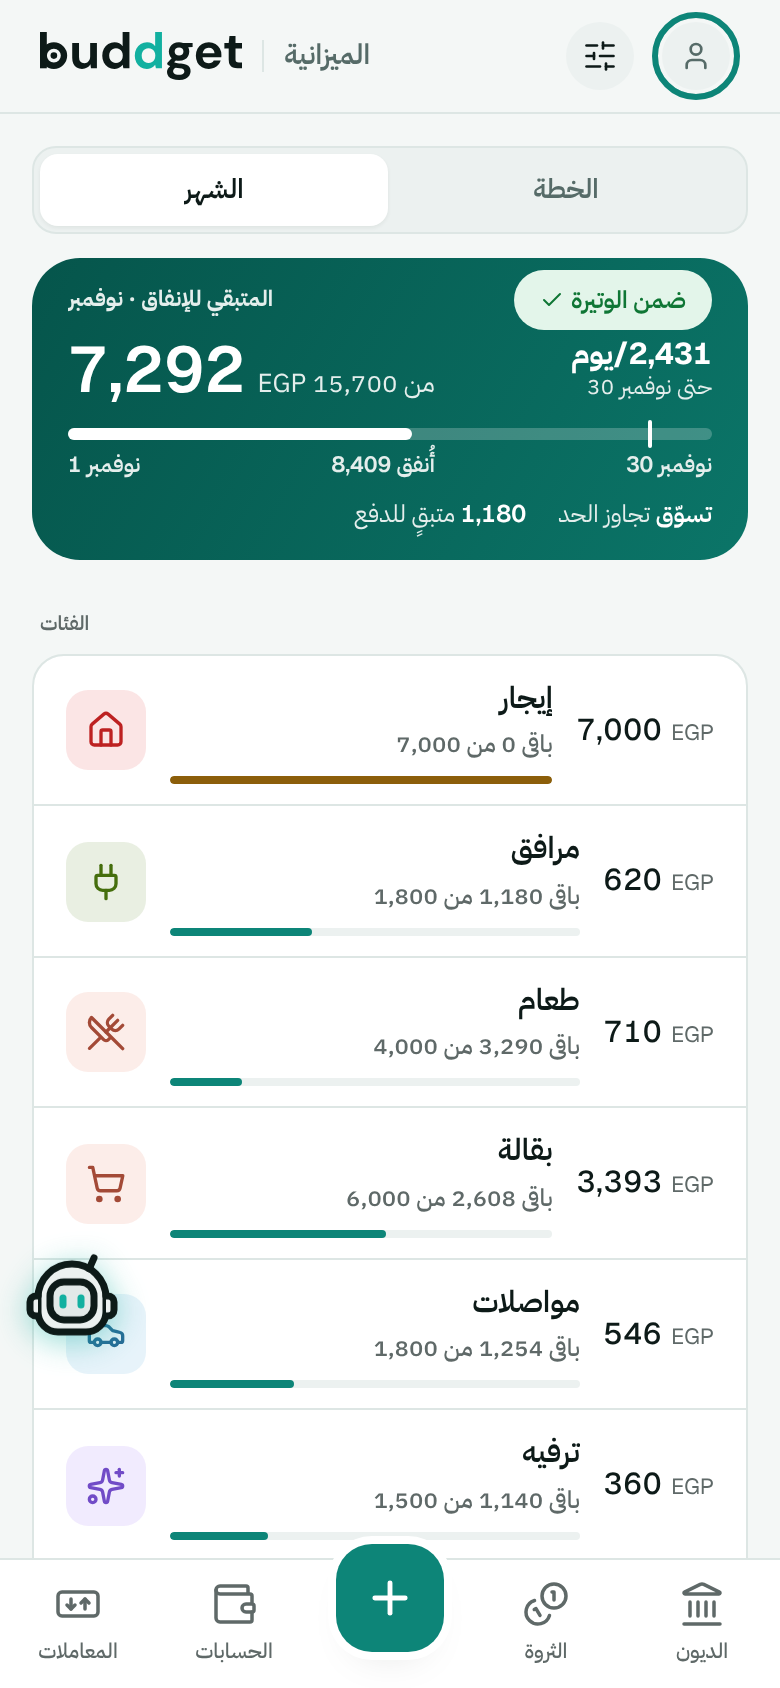 buddget
الميزانية
الشهر
الخطة
المتبقي للإنفاق · نوفمبر
ضمن الوتيرة
7,292 EGP من 15,700
2,431/يوم
حتى نوفمبر 30
نوفمبر 1
أُنفق 8,409
نوفمبر 30
تسوّق تجاوز الحد
1,180 متبقٍ للدفع
الفئات
إيجار
باقٍ 0 من 7,000
7,000 EGP
مرافق
باقٍ 1,180 من 1,800
620 EGP
طعام
باقٍ 3,290 من 4,000
710 EGP
بقالة
باقٍ 2,608 من 6,000
3,393 EGP
مواصلات
باقٍ 1,254 من 1,800
546 EGP
ترفيه
باقٍ 1,140 من 1,500
360 EGP
المعاملات
الحسابات
الثروة
الديون